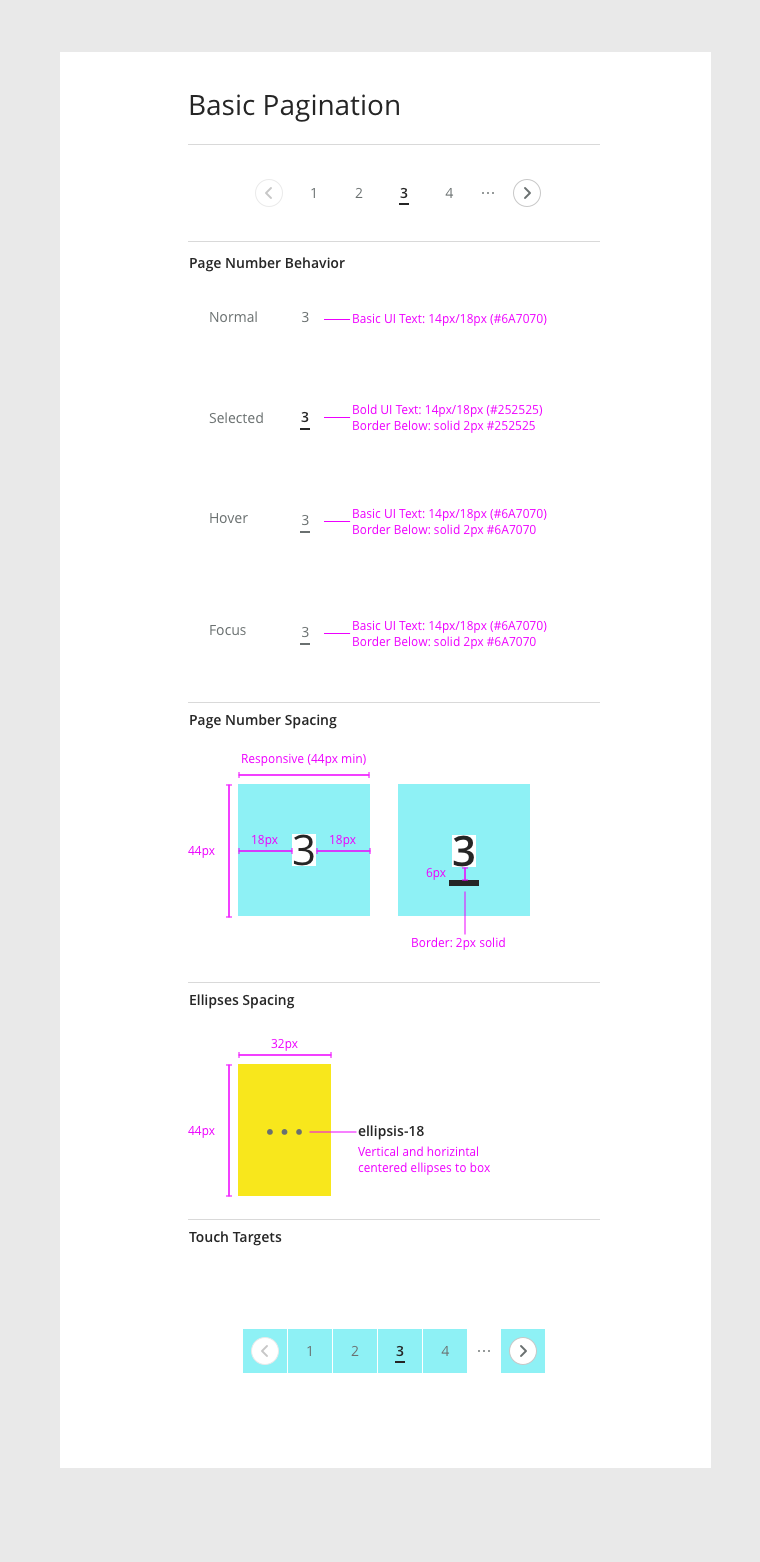 Basic Pagination
1 2 3 4 ...
Page Number Behavior
Normal 3 Basic UI Text: 14px/18px (#6A7070)
Selected 3 Bold UI Text: 14px/18px (#252525)
Border Below: solid 2px #252525
Hover 3 Basic UI Text: 14px/18px (#6A7070)
Border Below: solid 2px #6A7070
Focus 3 Basic UI Text: 14px/18px (#6A7070)
Border Below: solid 2px #6A7070
Page Number Spacing
Responsive (44px min)
44px 18px 3 18px 3
6px
Border: 2px solid
Ellipses Spacing
32px
44px ... ellipsis-18
Vertical and horizintal
centered ellipses to box
Touch Targets
1 2 3 4 ...